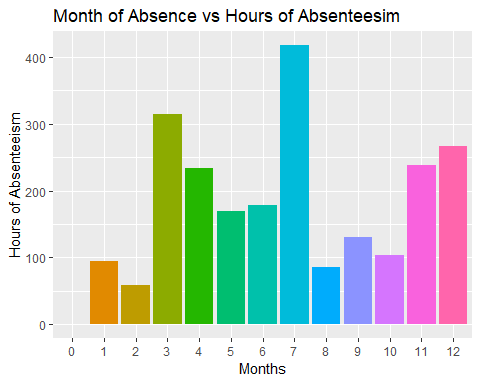 Month of Absence vs Hours of Absenteesim
Hours of Absenteeism
400
300
200
100
0
0 1 2 3 4 5 6 7 8 9 10 11 12
Months